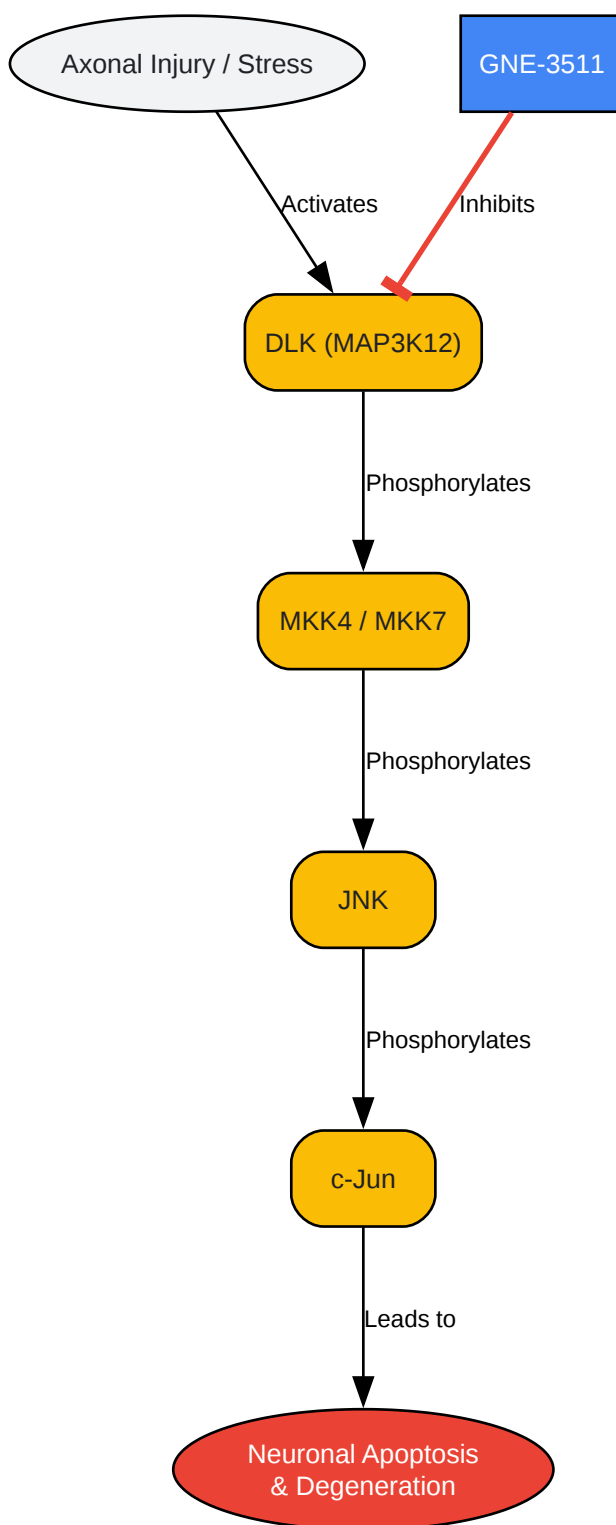 Axonal Injury / Stress
GNE-3511
Activates
Inhibits
DLK (MAP3K12)
Phosphorylates
MKK4 / MKK7
Phosphorylates
JNK
Phosphorylates
c-Jun
Leads to
Neuronal Apoptosis
& Degeneration